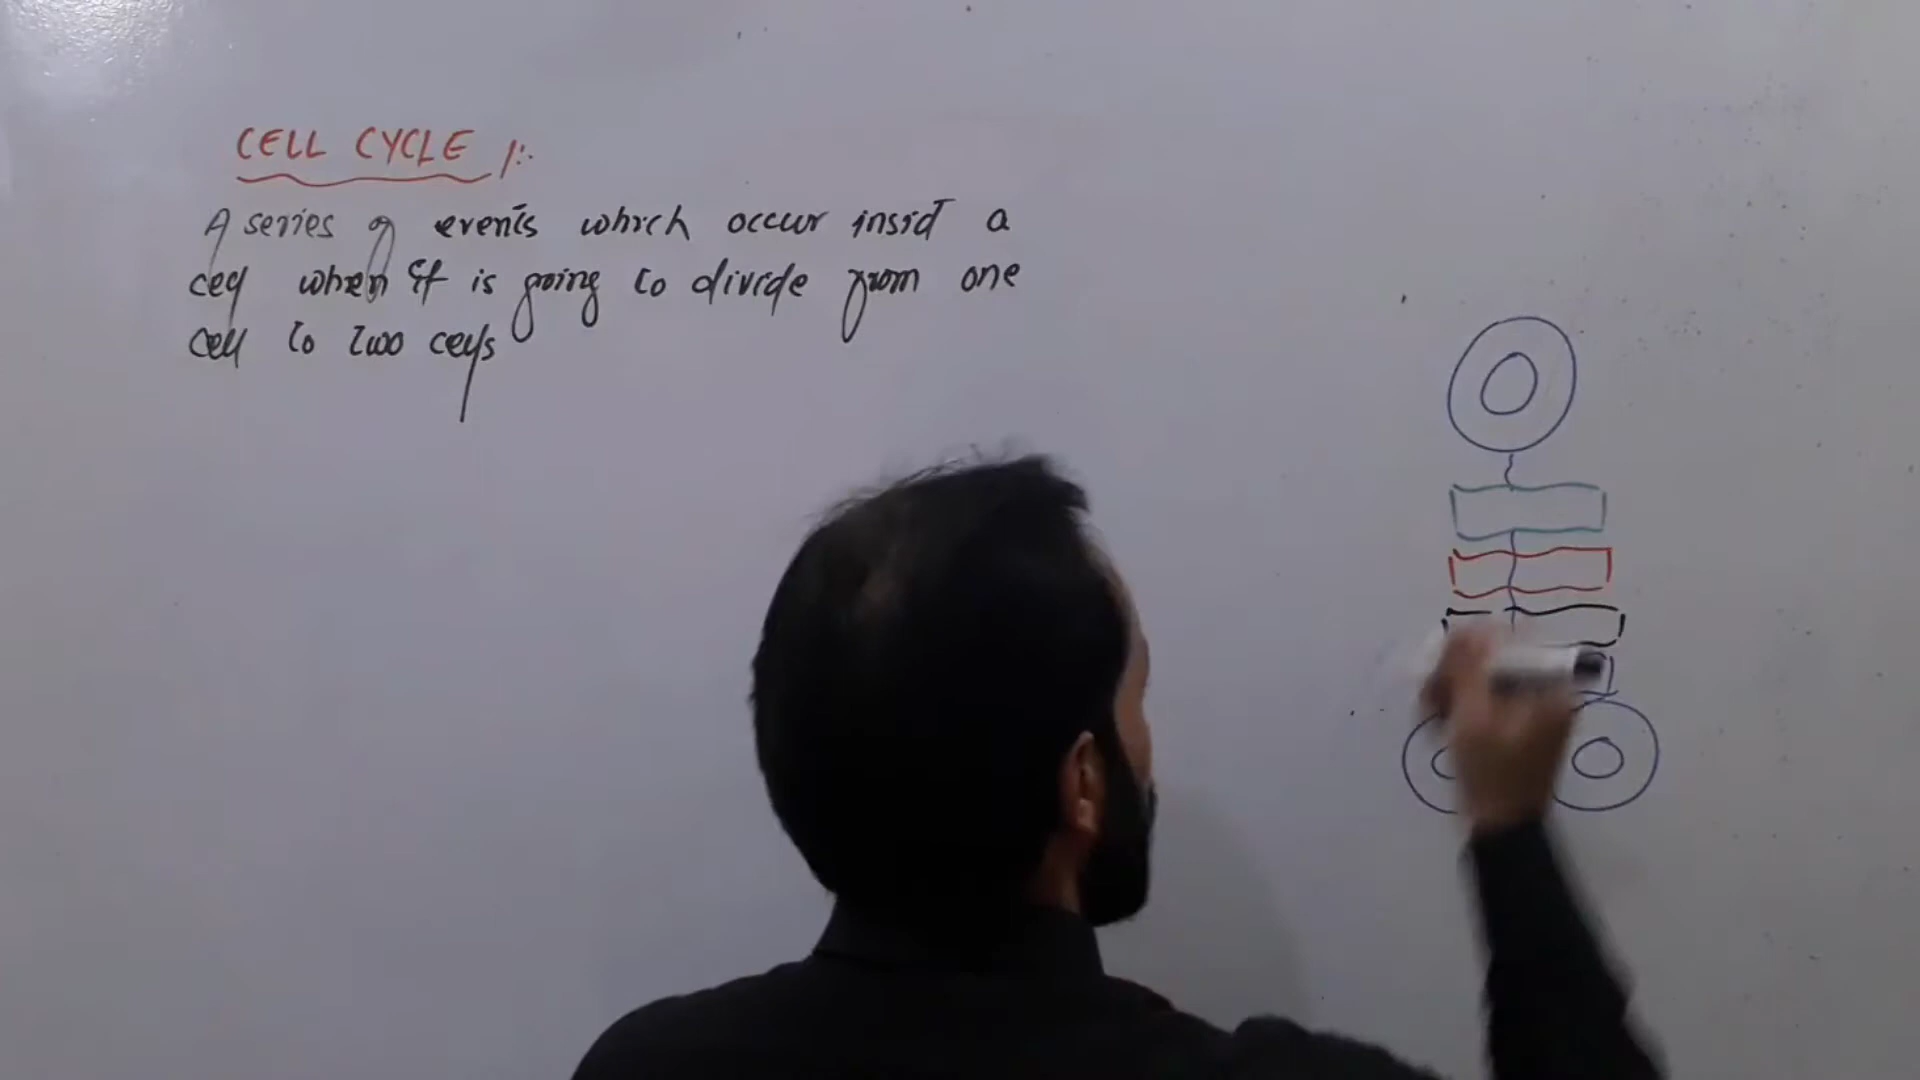 CELL CYCLE :
A series of events which occur insid a
cell when it is going to divide from one
cell to two cells